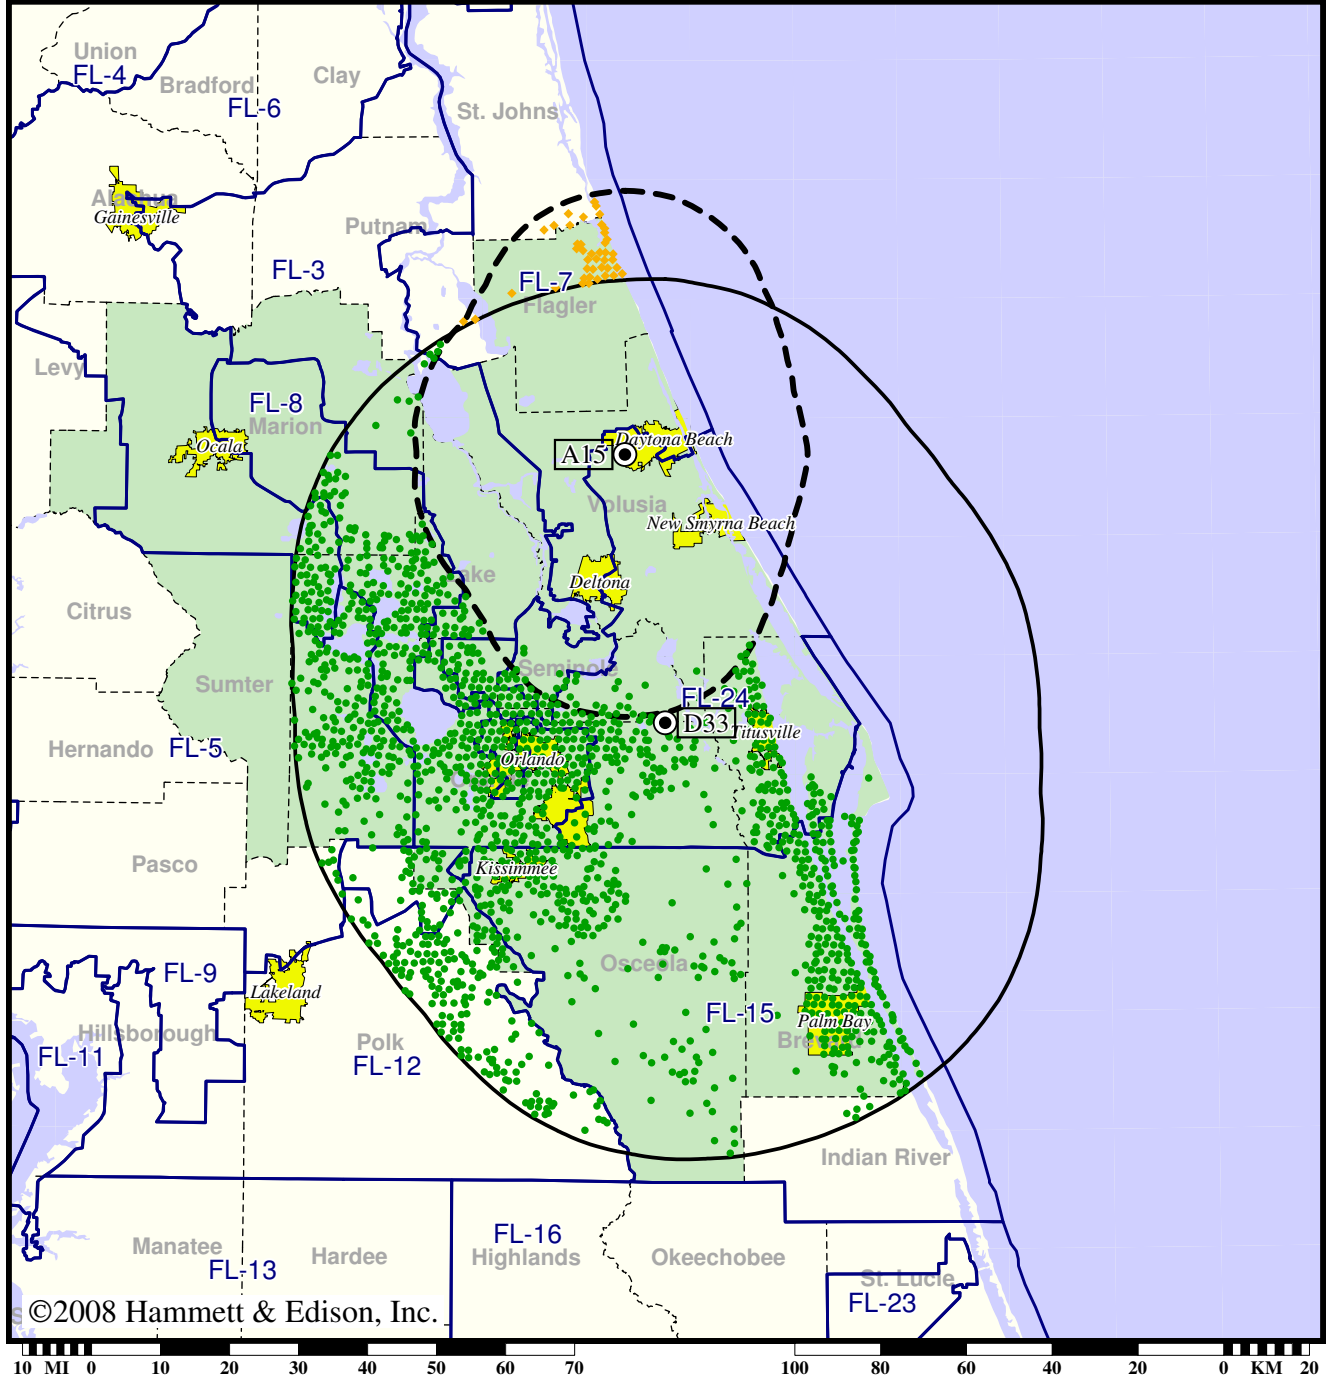 Union
FL-4
Bradford
Clay
FL-6
St. Johns
Alachua
Gainesville
Putnam
FL-3
FL-7
Flagler
Levy
FL-8
Marion
Ocala
A15
Daytona Beach
Volusia
New Smyrna Beach
Lake
Deltona
Citrus
Seminole
Sumter
FL-24
D33
Titusville
Hernando
FL-5
Orlando
Pasco
Kissimmee
Osceola
FL-9
Lakeland
FL-15
Palm Bay
Hillsborough
Polk
FL-11
FL-12
Indian River
FL-16
Manatee
Hardee
Highlands
Okeechobee
FL-13
St. Lucie
FL-23
©2008 Hammett & Edison, Inc.
10 MI 0 10 20 30 40 50 60 70 100 80 60 40 20 0 KM 20